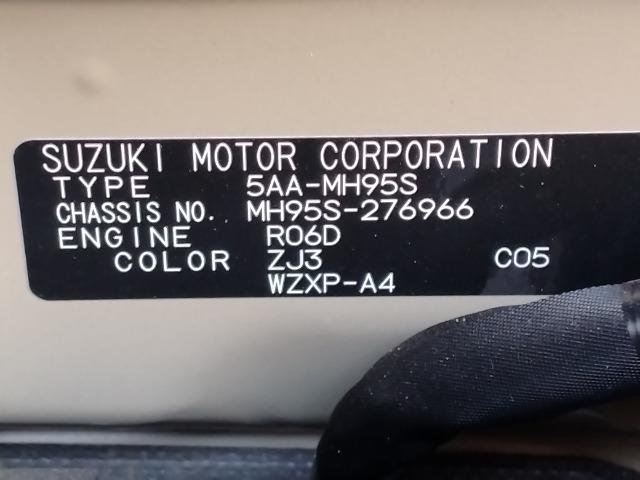 SUZUKI MOTOR CORPORATION
TYPE 5AA-MH95S
CHASSIS NO. MH95S-276966
ENGINE R06D
COLOR ZJ3 C05
WZXP-A4